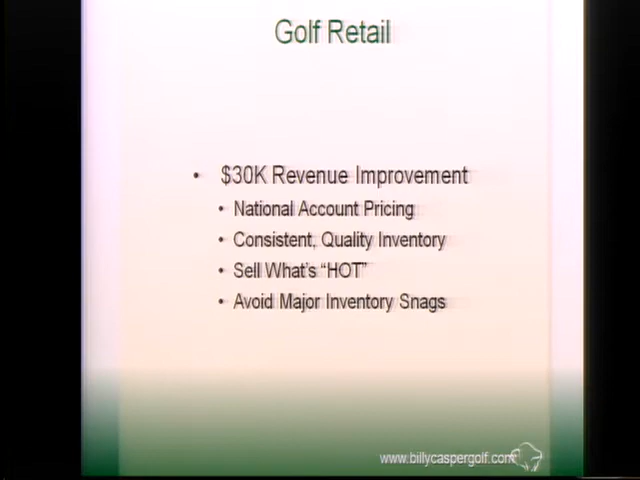 Golf Retail
• $30K Revenue Improvement
• National Account Pricing
• Consistent, Quality Inventory
• Sell What's “HOT”
• Avoid Major Inventory Snags
www.billycaspergolf.com